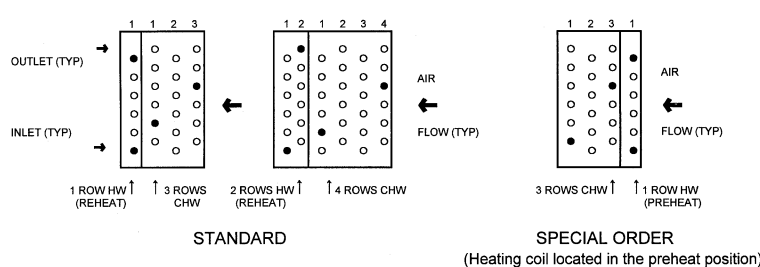 1 1 2 3
1 2 1 2 3 4
1 2 3 1
OUTLET (TYP)
INLET (TYP)
AIR
FLOW (TYP)
AIR
FLOW (TYP)
1 ROW HW
(REHEAT)
3 ROWS
CHW
2 ROWS HW
(REHEAT)
4 ROWS CHW
3 ROWS CHW
1 ROW HW
(PREHEAT)
STANDARD
SPECIAL ORDER
(Heating coil located in the preheat position)